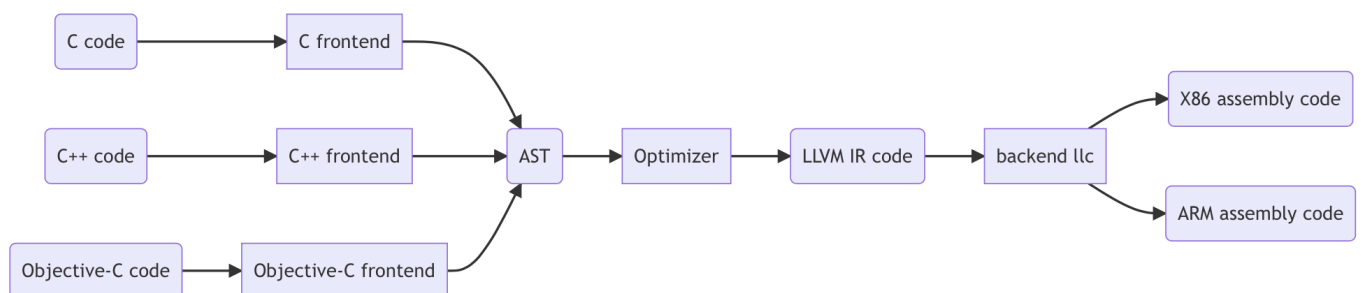 C code
C frontend
C++ code
C++ frontend
Objective-C code
Objective-C frontend
AST
Optimizer
LLVM IR code
backend llc
X86 assembly code
ARM assembly code